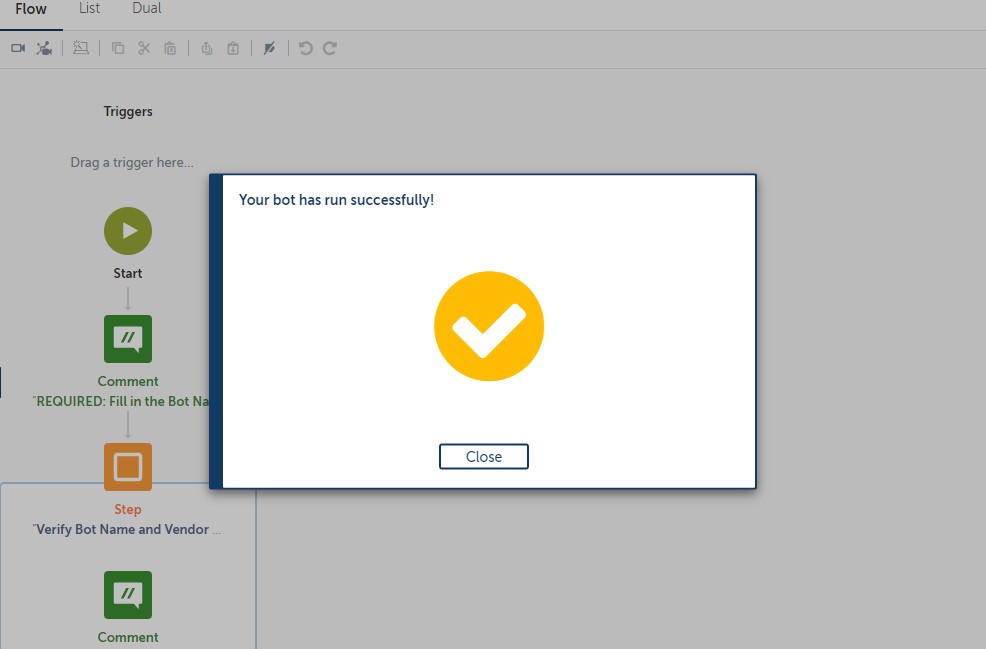 Flow List Dual
Triggers
Drag a trigger here...
Your bot has run successfully!
Start
Comment
"REQUIRED: Fill in the Bot Na
Close
Step
"Verify Bot Name and Vendor ...
Comment